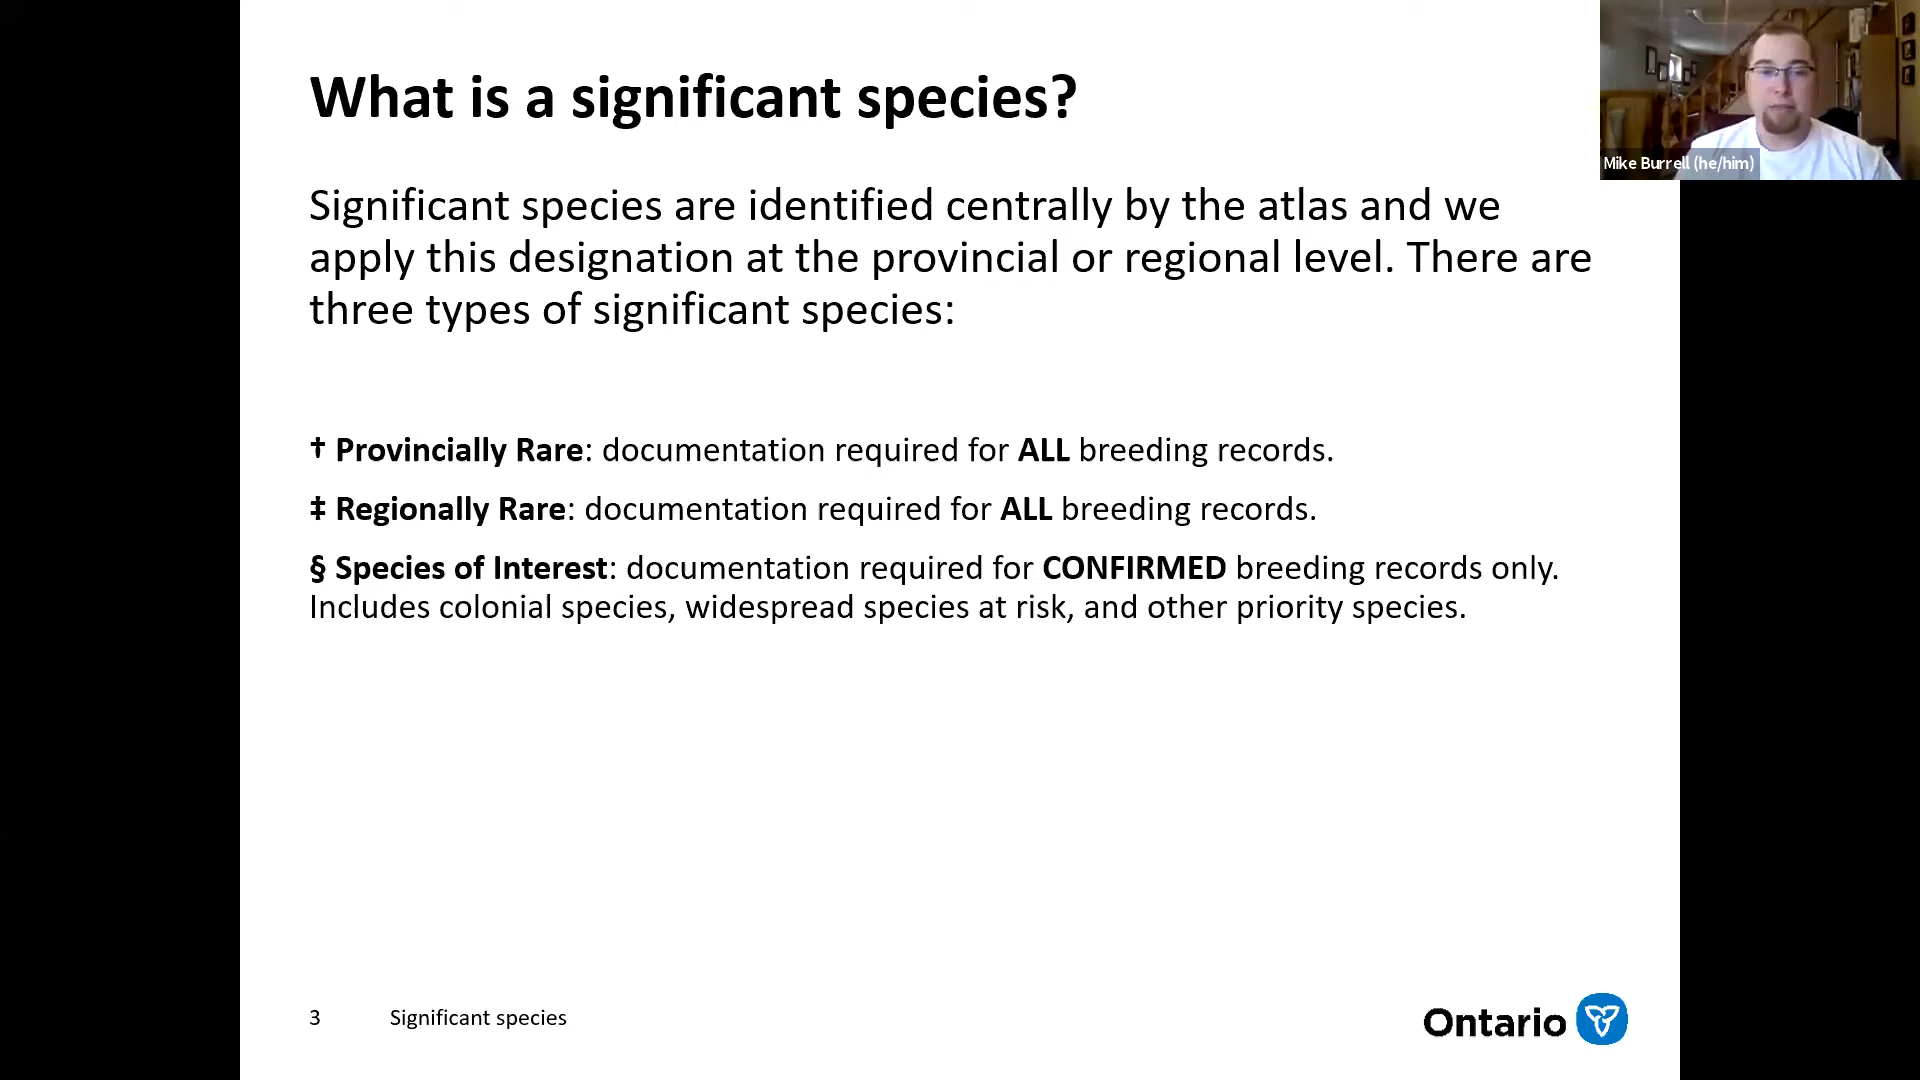 What is a significant species?
Mike Burrell (he/him)
Significant species are identified centrally by the atlas and we
apply this designation at the provincial or regional level. There are
three types of significant species:
† Provincially Rare: documentation required for ALL breeding records.
‡ Regionally Rare: documentation required for ALL breeding records.
§ Species of Interest: documentation required for CONFIRMED breeding records only.
Includes colonial species, widespread species at risk, and other priority species.
3 Significant species
Ontario